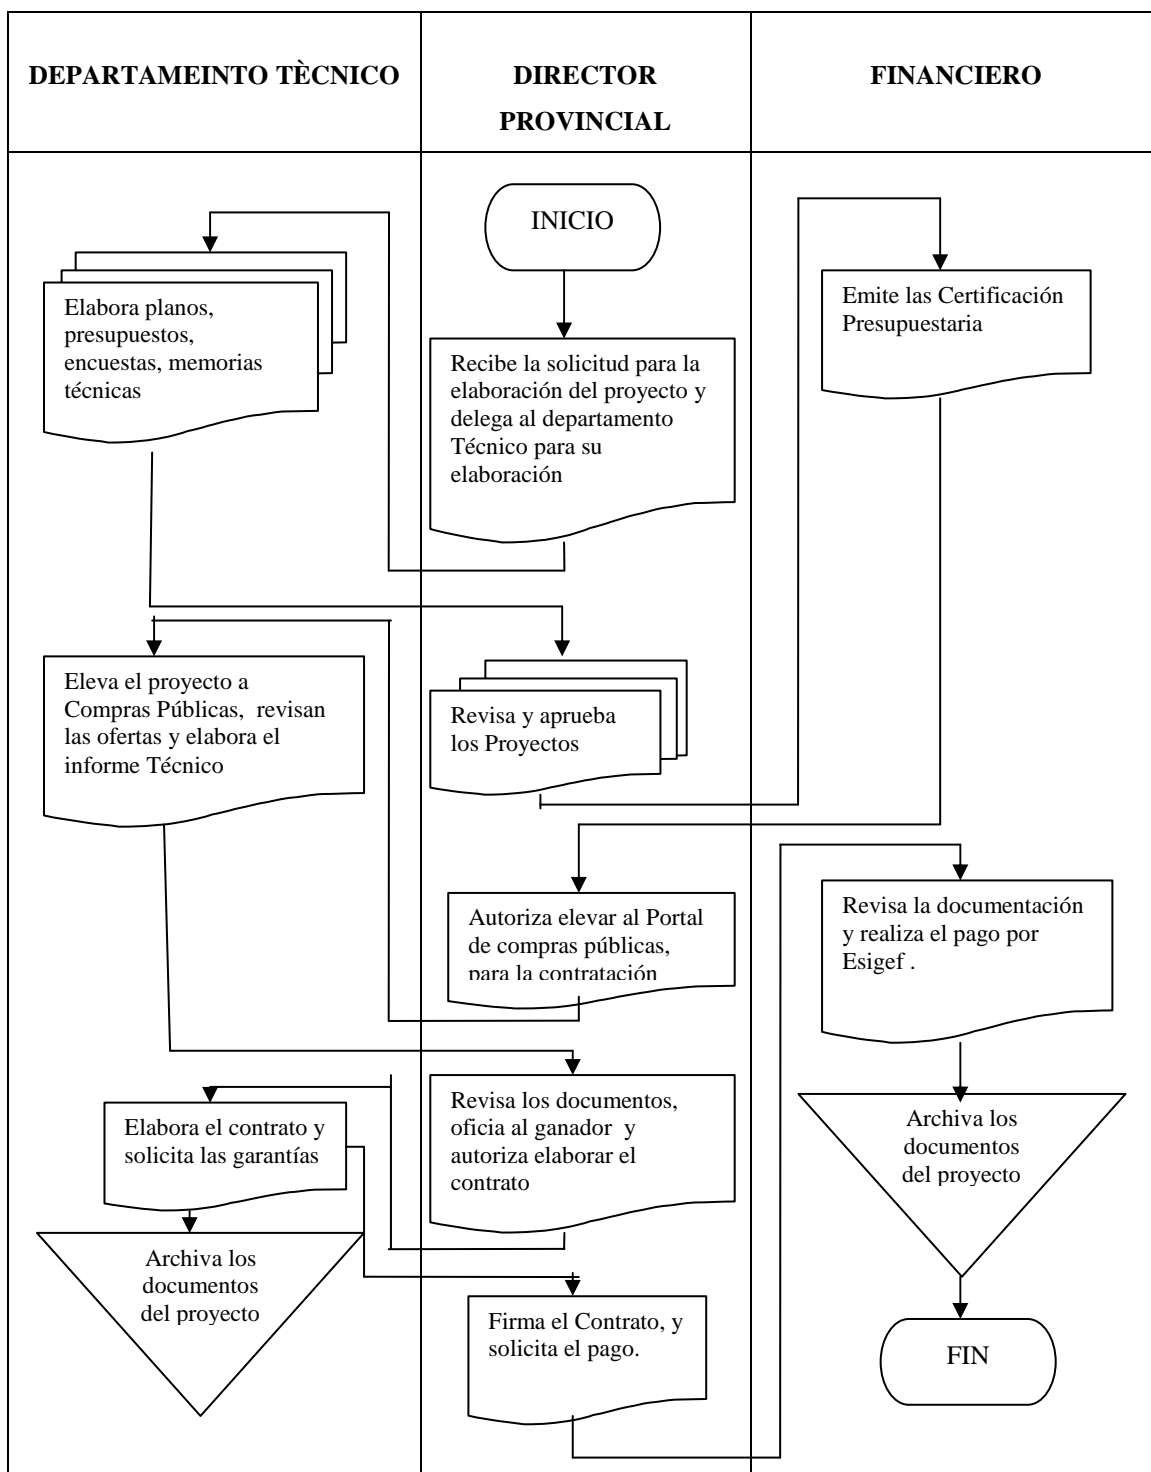 DEPARTAMEINTO TÈCNICO
DIRECTOR
PROVINCIAL
FINANCIERO
INICIO
Elabora planos,
presupuestos,
encuestas, memorias
técnicas
Recibe la solicitud para la
elaboración del proyecto y
delega al departamento
Técnico para su
elaboración
Emite las Certificación
Presupuestaria
Eleva el proyecto a
Compras Públicas, revisan
las ofertas y elabora el
informe Técnico
Revisa y aprueba
los Proyectos
Autoriza elevar al Portal
de compras públicas,
para la contratación
Revisa la documentación
y realiza el pago por
Esigef .
Elabora el contrato y
solicita las garantías
Revisa los documentos,
oficia al ganador y
autoriza elaborar el
contrato
Archiva los
documentos
del proyecto
Archiva los
documentos
del proyecto
Firma el Contrato, y
solicita el pago.
FIN